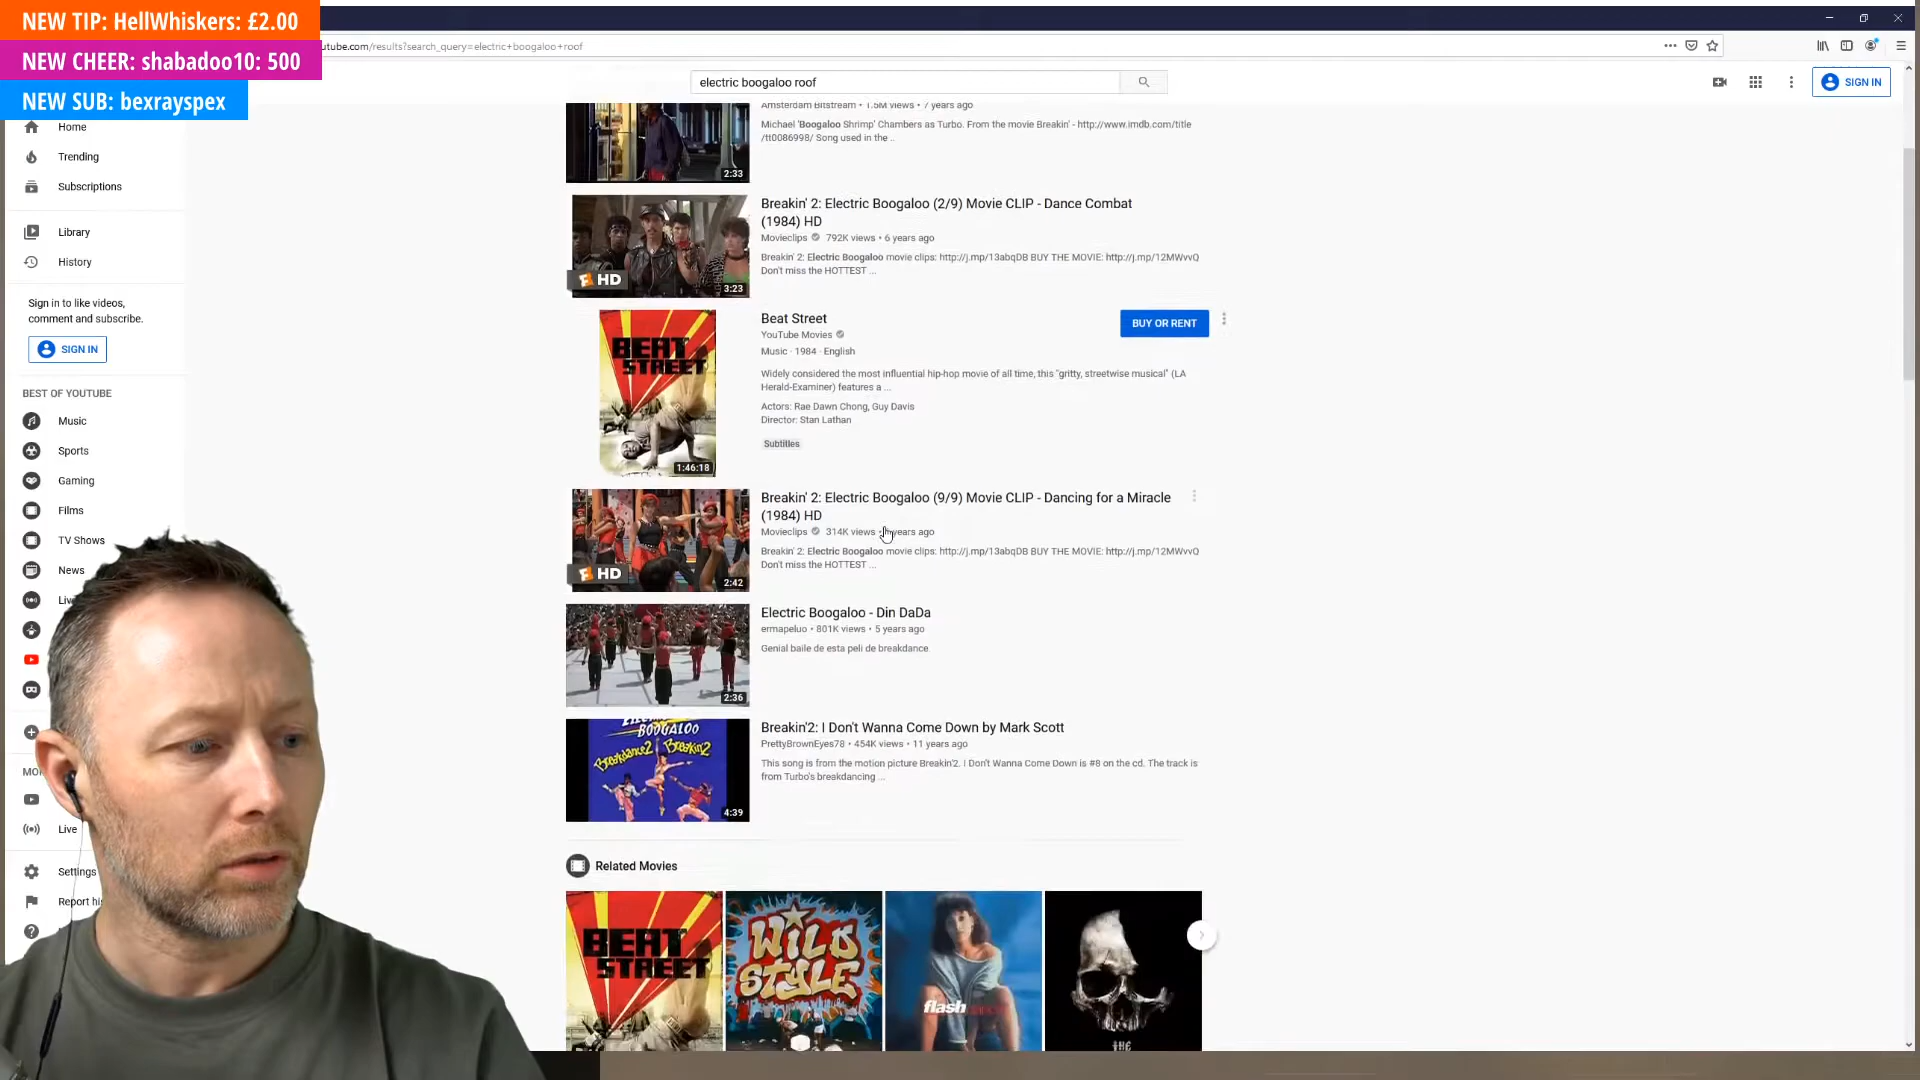 NEW TIP: HellWhiskers: £2.00
NEW CHEER: shabadoo10: 500
NEW SUB: bexrayspex
utube.com/results?search_query=electric+boogaloo+roof
electric boogaloo roof
SIGN IN
Home
Trending
Subscriptions
Library
History
Sign in to like videos,
comment and subscribe.
SIGN IN
BEST OF YOUTUBE
Music
Sports
Gaming
Films
TV Shows
News
Live
Settings
Report his
Amsterdam Bitstream • 1.5M views • 7 years ago
Michael 'Boogaloo Shrimp' Chambers as Turbo. From the movie Breakin' - http://www.imdb.com/title
/tt0086998/ Song used in the ..
2:33
Breakin' 2: Electric Boogaloo (2/9) Movie CLIP - Dance Combat
(1984) HD
Movieclips 792K views • 6 years ago
Breakin' 2: Electric Boogaloo movie clips: http://j.mp/13abqDB BUY THE MOVIE: http://j.mp/12MWvvQ
Don't miss the HOTTEST ...
HD
3:23
Beat Street
YouTube Movies
Music · 1984 · English
Widely considered the most influential hip-hop movie of all time, this "gritty, streetwise musical" (LA
Herald-Examiner) features a ...
Actors: Rae Dawn Chong, Guy Davis
Director: Stan Lathan
Subtitles
BUY OR RENT
BEAT
STREET
1:46:18
Breakin' 2: Electric Boogaloo (9/9) Movie CLIP - Dancing for a Miracle
(1984) HD
Movieclips 314K views • years ago
Breakin' 2: Electric Boogaloo movie clips: http://j.mp/13abqDB BUY THE MOVIE: http://j.mp/12MWvvQ
Don't miss the HOTTEST ...
HD
2:42
Electric Boogaloo - Din DaDa
ermapeluo • 801K views • 5 years ago
Genial baile de esta peli de breakdance
2:36
Breakin'2: I Don't Wanna Come Down by Mark Scott
PrettyBrownEyes78 • 454K views • 11 years ago
This song is from the motion picture Breakin'2. I Don't Wanna Come Down is #8 on the cd. The track is
from Turbo's breakdancing ...
BOOGALOO
Breakdance2 Breakin'2
4:39
Related Movies
BEAT
STREET
WILD
STYLE
flash
THE